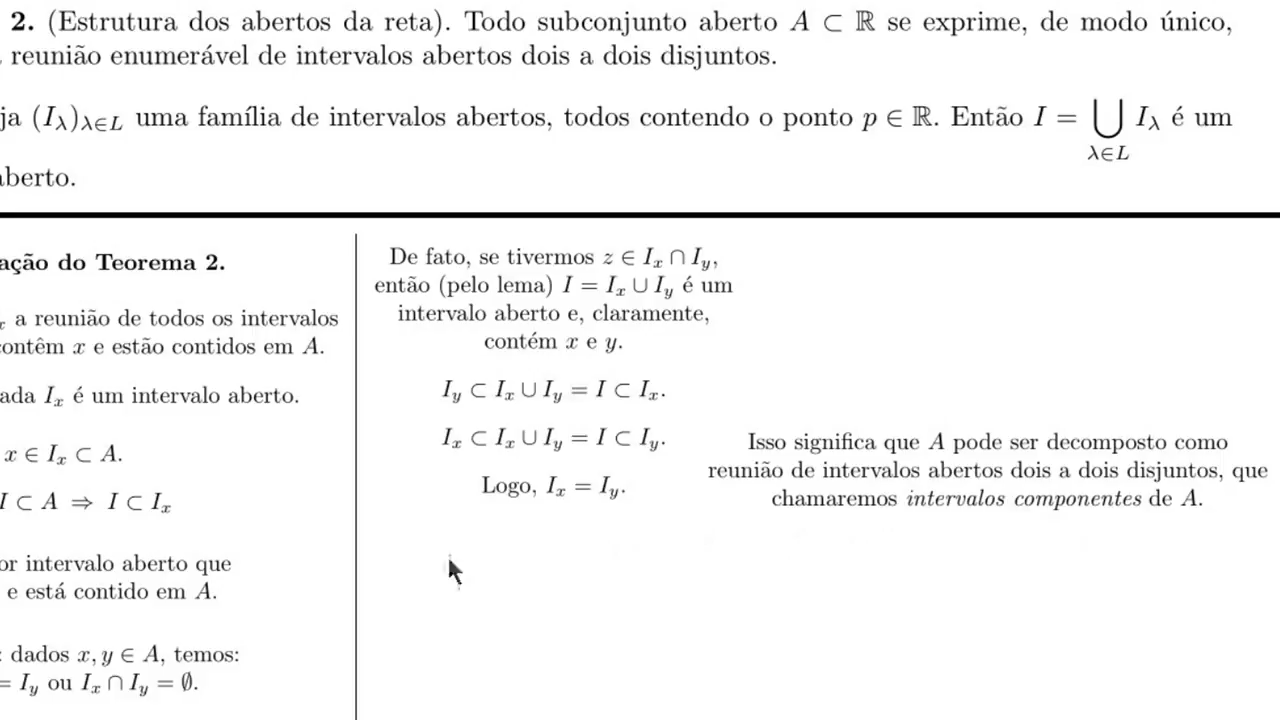 2. (Estrutura dos abertos da reta). Todo subconjunto aberto A ⊂ ℝ se exprime, de modo único,
reunião enumerável de intervalos abertos dois a dois disjuntos.
ja (I_λ)_{λ∈L} uma família de intervalos abertos, todos contendo o ponto p ∈ ℝ. Então I = ⋃_{λ∈L} I_λ é um
aberto.
ação do Teorema 2.
x a reunião de todos os intervalos
contêm x e estão contidos em A.
ada I_x é um intervalo aberto.
x ∈ I_x ⊂ A.
I ⊂ A ⇒ I ⊂ I_x
or intervalo aberto que
e está contido em A.
: dados x, y ∈ A, temos:
= I_y ou I_x ∩ I_y = ∅.
De fato, se tivermos z ∈ I_x ∩ I_y,
então (pelo lema) I = I_x ∪ I_y é um
intervalo aberto e, claramente,
contém x e y.
I_y ⊂ I_x ∪ I_y = I ⊂ I_x.
I_x ⊂ I_x ∪ I_y = I ⊂ I_y.
Logo, I_x = I_y.
Isso significa que A pode ser decomposto como
reunião de intervalos abertos dois a dois disjuntos, que
chamaremos intervalos componentes de A.